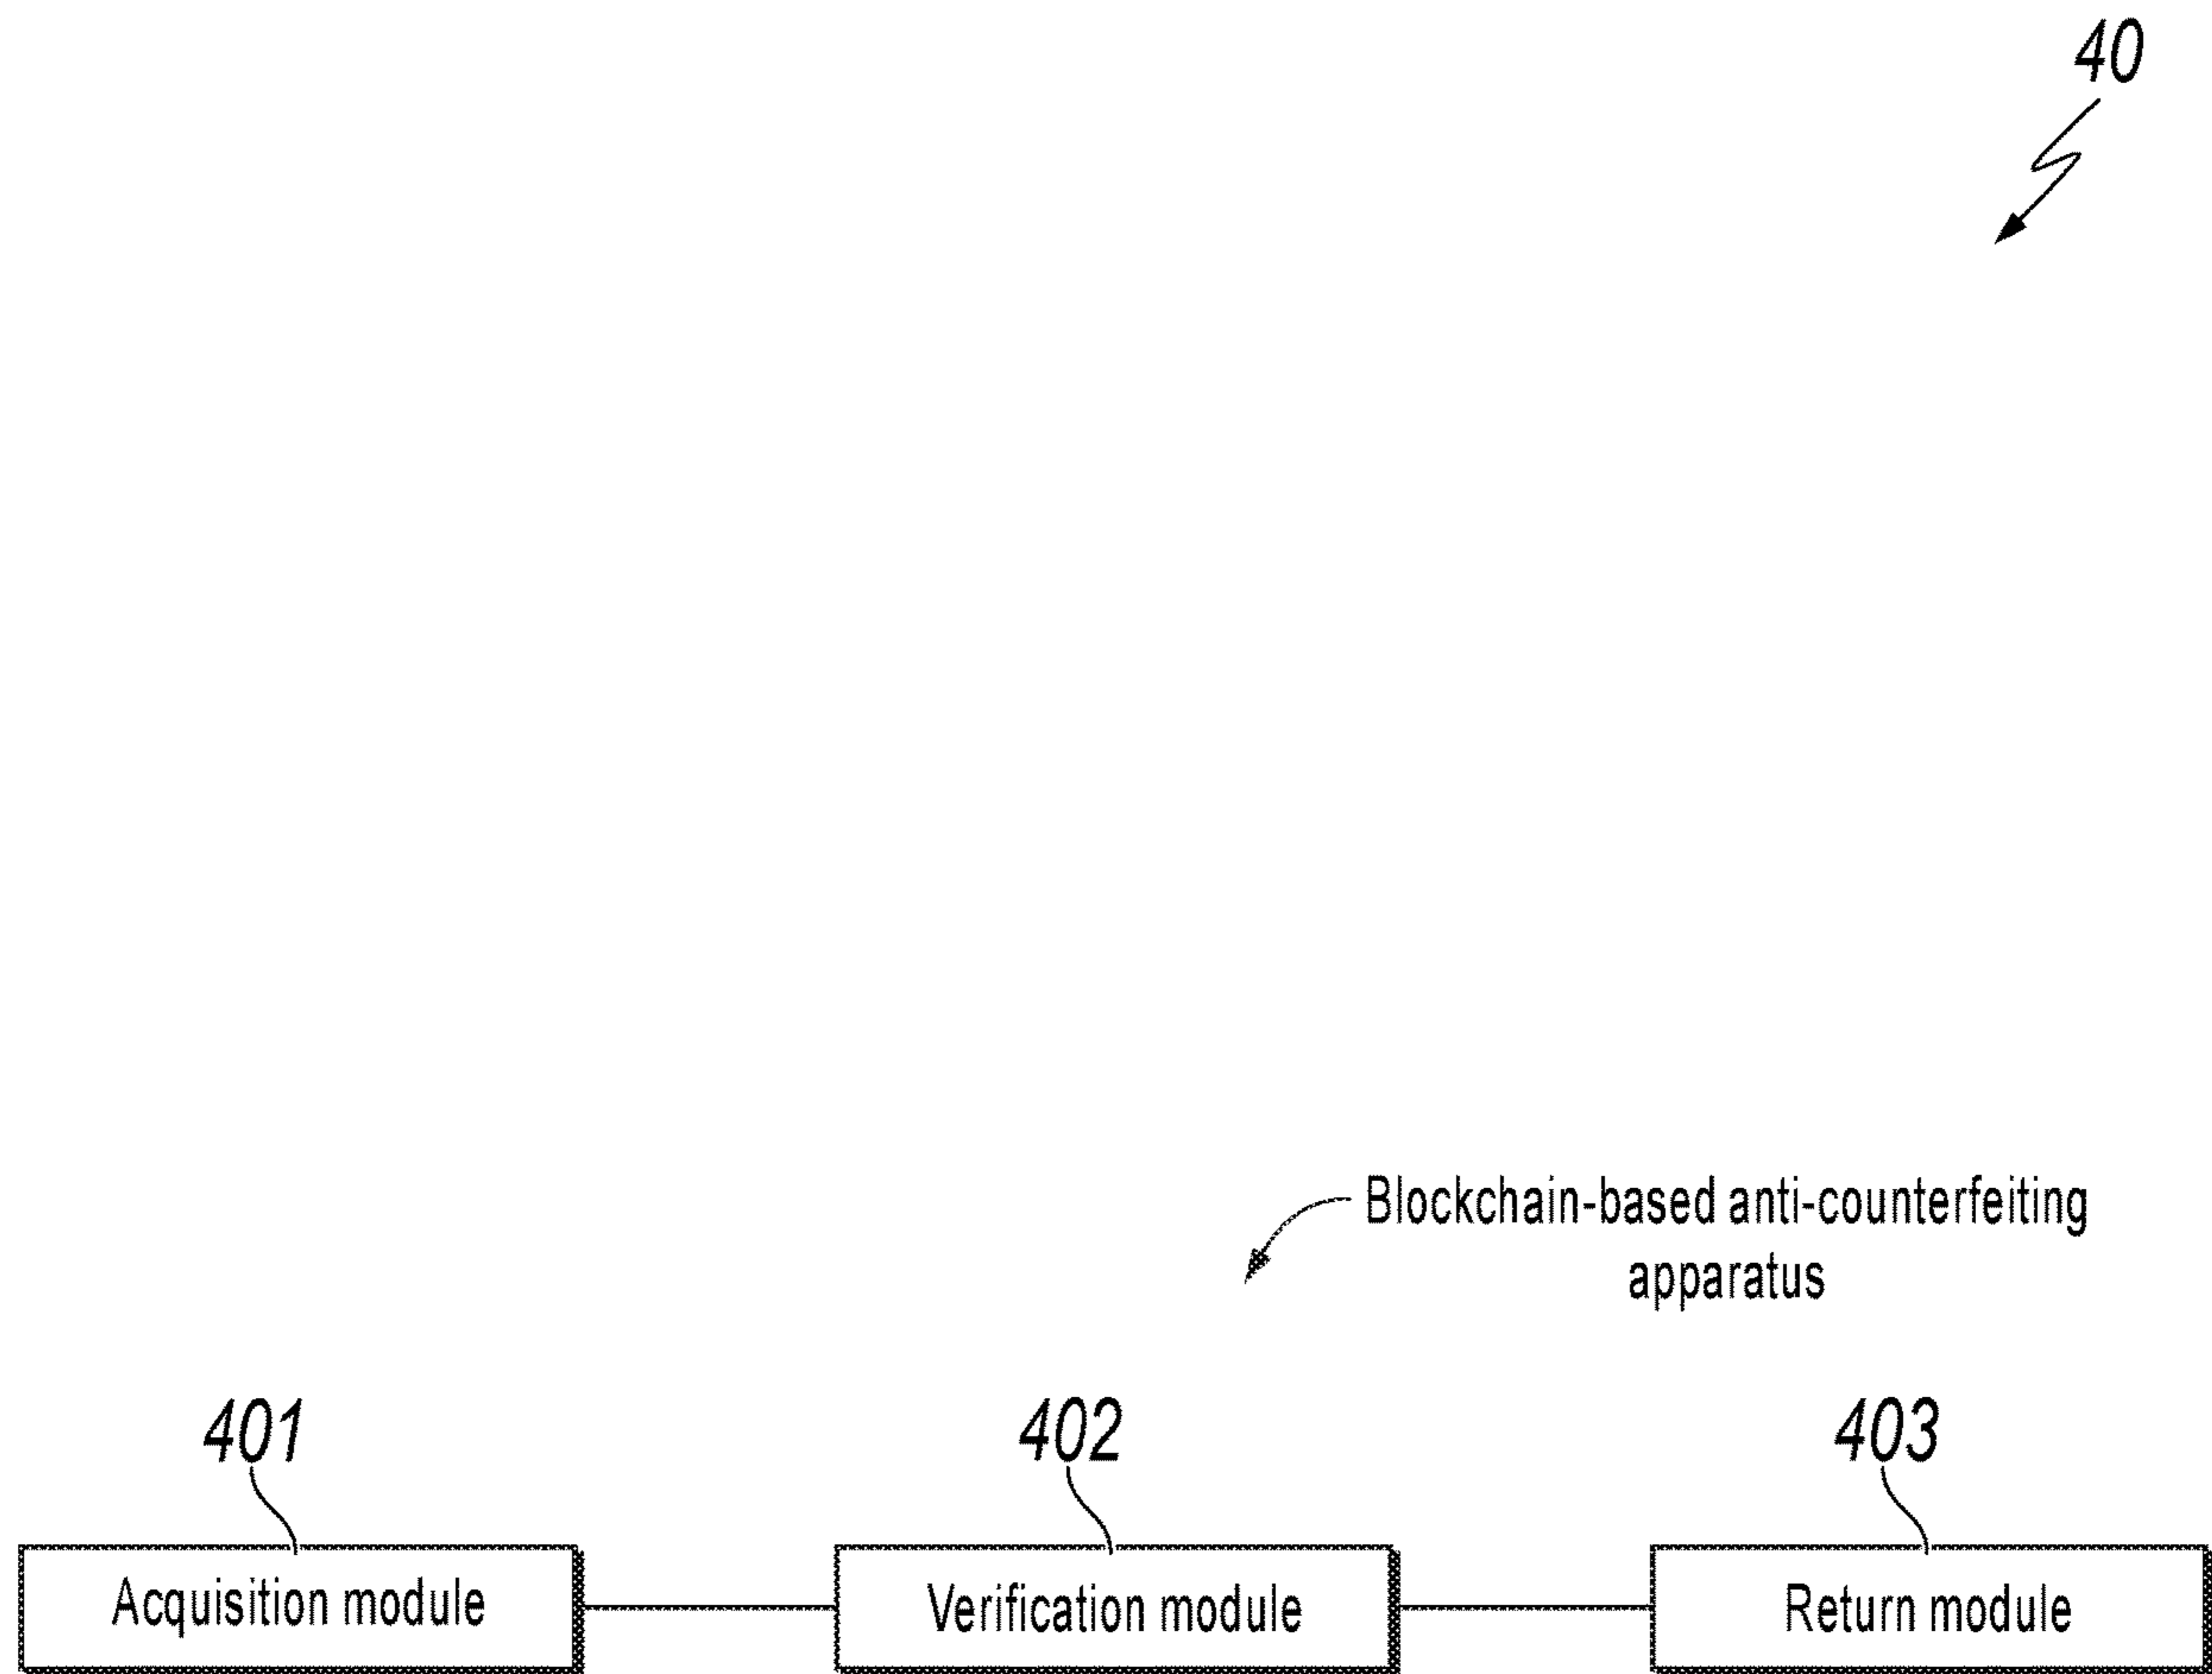 40
Blockchain-based anti-counterfeiting
apparatus
401
402
403
Acquisition module
Verification module
Return module